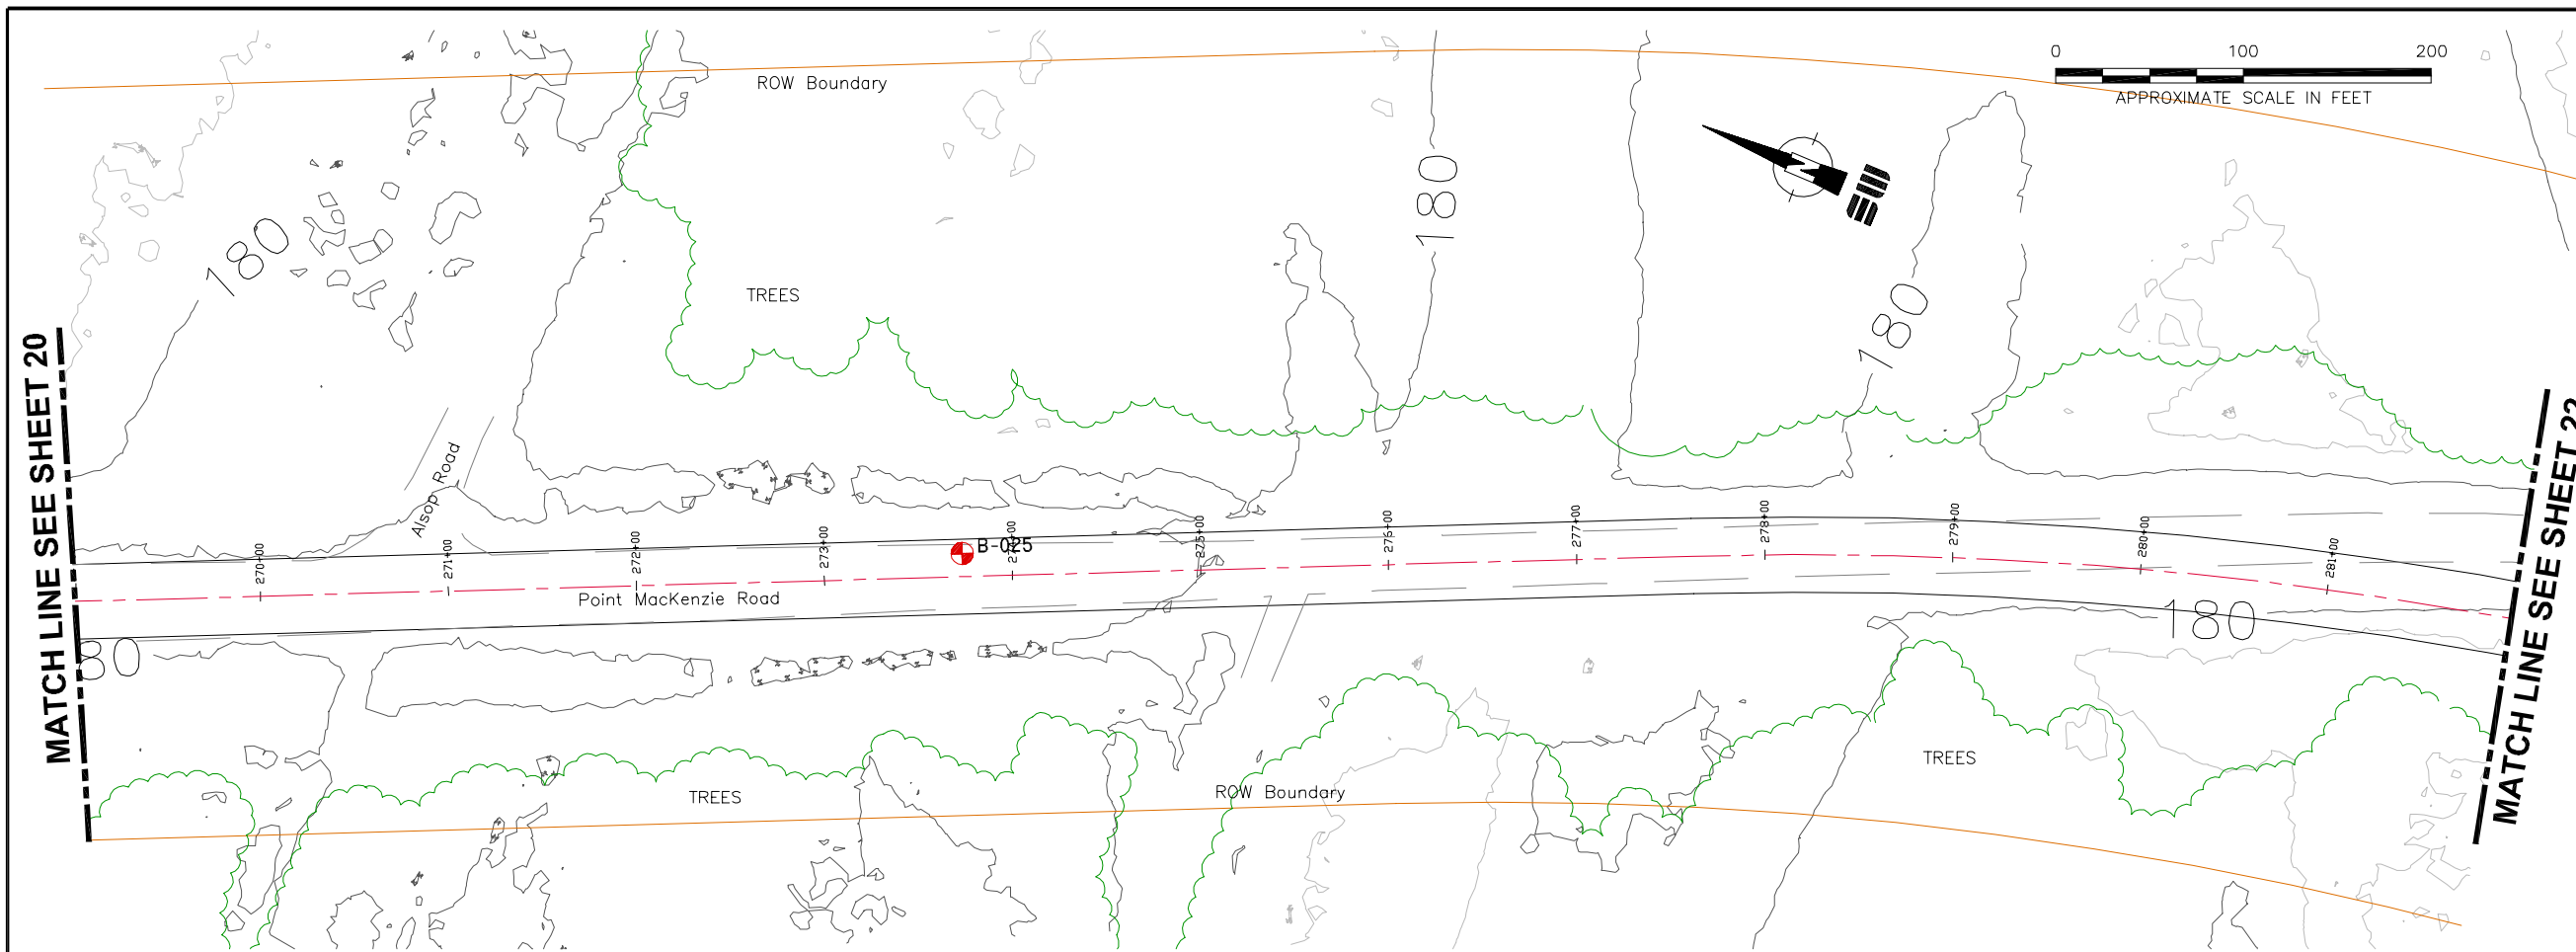 0 100 200
APPROXIMATE SCALE IN FEET
ROW Boundary
180
180
180
TREES
MATCH LINE SEE SHEET 20
Alsop Road
B-025
270+00
271+00
272+00
273+00
275+00
276+00
277+00
278+00
279+00
280+00
281+00
Point MacKenzie Road
180
80
TREES
ROW Boundary
TREES
MATCH LINE SEE SHEET 22